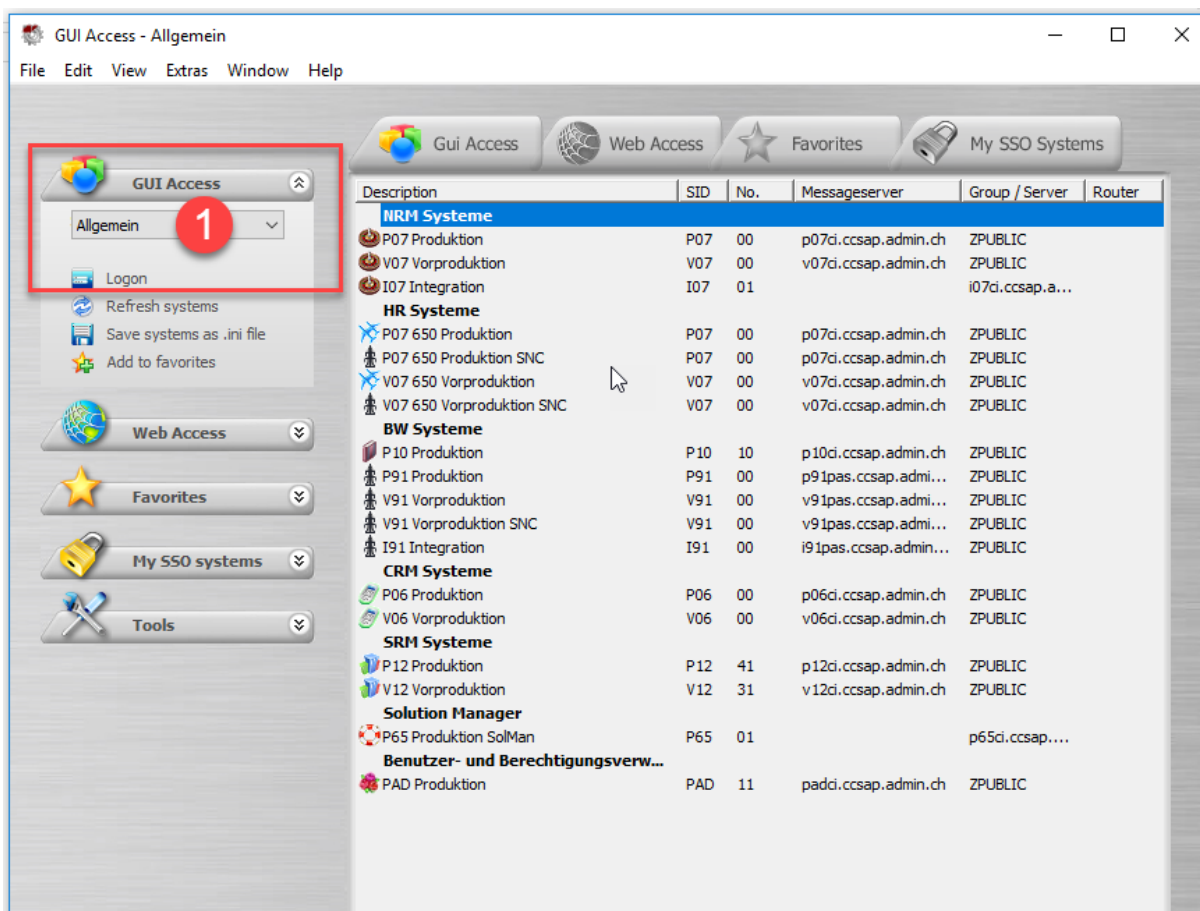 GUI Access - Allgemein
File Edit View Extras Window Help
Gui Access Web Access Favorites My SSO Systems
GUI Access
Allgemein
1
Logon
Refresh systems
Save systems as .ini file
Add to favorites
Web Access
Favorites
My SSO systems
Tools
Description SID No. Messageserver Group / Server Router
NRM Systeme
P07 Produktion P07 00 p07ci.ccsap.admin.ch ZPUBLIC
V07 Vorproduktion V07 00 v07ci.ccsap.admin.ch ZPUBLIC
I07 Integration I07 01 i07ci.ccsap.a...
HR Systeme
P07 650 Produktion P07 00 p07ci.ccsap.admin.ch ZPUBLIC
P07 650 Produktion SNC P07 00 p07ci.ccsap.admin.ch ZPUBLIC
V07 650 Vorproduktion V07 00 v07ci.ccsap.admin.ch ZPUBLIC
V07 650 Vorproduktion SNC V07 00 v07ci.ccsap.admin.ch ZPUBLIC
BW Systeme
P10 Produktion P10 10 p10ci.ccsap.admin.ch ZPUBLIC
P91 Produktion P91 00 p91pas.ccsap.admi... ZPUBLIC
V91 Vorproduktion V91 00 v91pas.ccsap.admi... ZPUBLIC
V91 Vorproduktion SNC V91 00 v91pas.ccsap.admi... ZPUBLIC
I91 Integration I91 00 i91pas.ccsap.admin... ZPUBLIC
CRM Systeme
P06 Produktion P06 00 p06ci.ccsap.admin.ch ZPUBLIC
V06 Vorproduktion V06 00 v06ci.ccsap.admin.ch ZPUBLIC
SRM Systeme
P12 Produktion P12 41 p12ci.ccsap.admin.ch ZPUBLIC
V12 Vorproduktion V12 31 v12ci.ccsap.admin.ch ZPUBLIC
Solution Manager
P65 Produktion SolMan P65 01 p65ci.ccsap....
Benutzer- und Berechtigungsverw...
PAD Produktion PAD 11 padci.ccsap.admin.ch ZPUBLIC